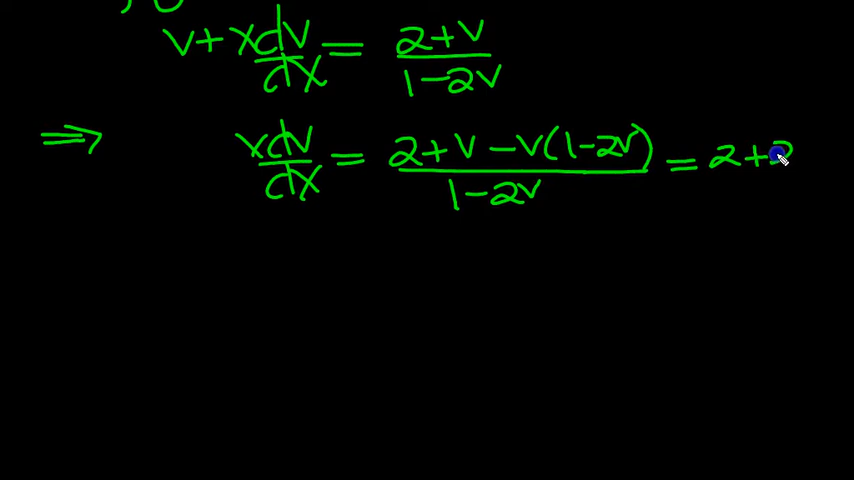 v + x dv/dx = (2 + v)/(1 - 2v)
⇒ x dv/dx = (2 + v - v(1 - 2v))/(1 - 2v) = 2 +